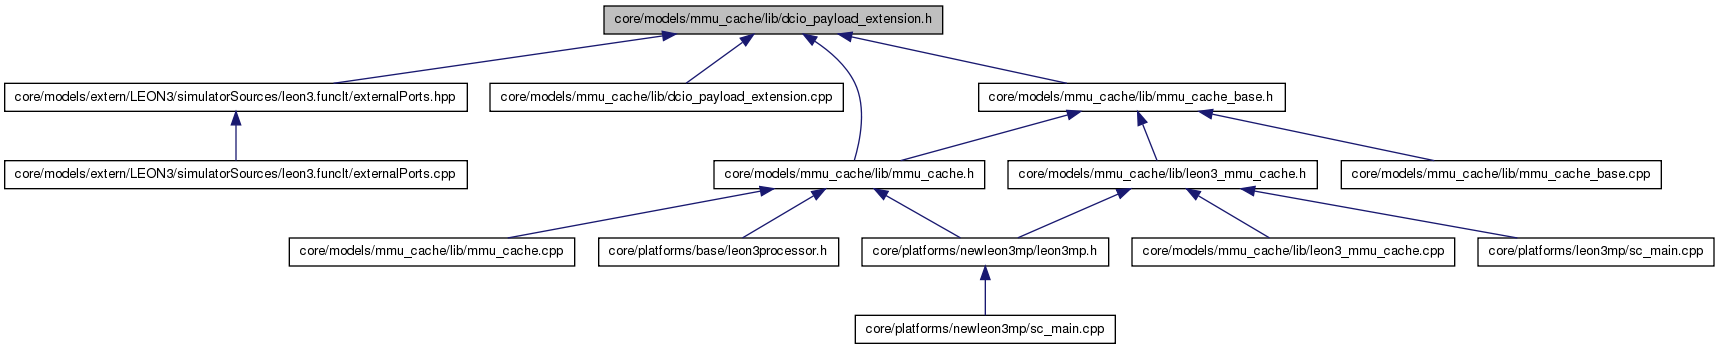 core/models/mmu_cache/lib/dcio_payload_extension.h
core/models/extern/LEON3/simulatorSources/leon3.funclt/externalPorts.hpp
core/models/mmu_cache/lib/dcio_payload_extension.cpp
core/models/mmu_cache/lib/mmu_cache_base.h
core/models/extern/LEON3/simulatorSources/leon3.funclt/externalPorts.cpp
core/models/mmu_cache/lib/mmu_cache.h
core/models/mmu_cache/lib/leon3_mmu_cache.h
core/models/mmu_cache/lib/mmu_cache_base.cpp
core/models/mmu_cache/lib/mmu_cache.cpp
core/platforms/base/leon3processor.h
core/platforms/newleon3mp/leon3mp.h
core/models/mmu_cache/lib/leon3_mmu_cache.cpp
core/platforms/leon3mp/sc_main.cpp
core/platforms/newleon3mp/sc_main.cpp